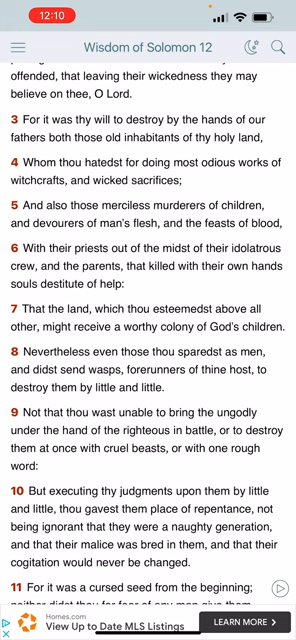 12:10
Wisdom of Solomon 12
offended, that leaving their wickedness they may
believe on thee, O Lord.
3 For it was thy will to destroy by the hands of our
fathers both those old inhabitants of thy holy land,
4 Whom thou hatedst for doing most odious works of
witchcrafts, and wicked sacrifices;
5 And also those merciless murderers of children,
and devourers of man's flesh, and the feasts of blood,
6 With their priests out of the midst of their idolatrous
crew, and the parents, that killed with their own hands
souls destitute of help:
7 That the land, which thou esteemedst above all
other, might receive a worthy colony of God's children.
8 Nevertheless even those thou sparedst as men,
and didst send wasps, forerunners of thine host, to
destroy them by little and little.
9 Not that thou wast unable to bring the ungodly
under the hand of the righteous in battle, or to destroy
them at once with cruel beasts, or with one rough
word:
10 But executing thy judgments upon them by little
and little, thou gavest them place of repentance, not
being ignorant that they were a naughty generation,
and that their malice was bred in them, and that their
cogitation would never be changed.
11 For it was a cursed seed from the beginning;
neither didst thou for fear of any man give them
Homes.com
View Up to Date MLS Listings
LEARN MORE >